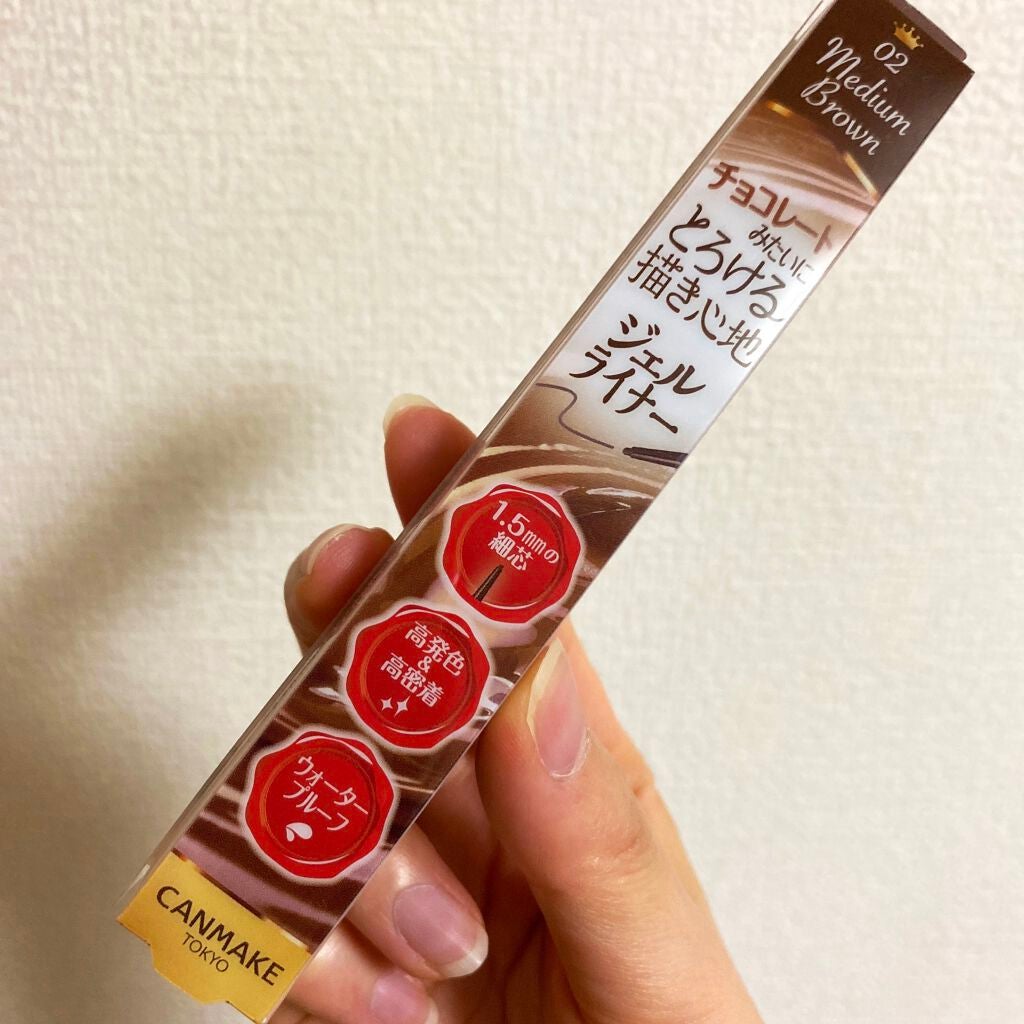 02
Medium
Brown
チョコレート
みたいに
とろける
描き心地
ジェル
ライナー
1.5mmの
細芯
高発色
&
高密着
ウォーター
プルーフ
CANMAKE
TOKYO